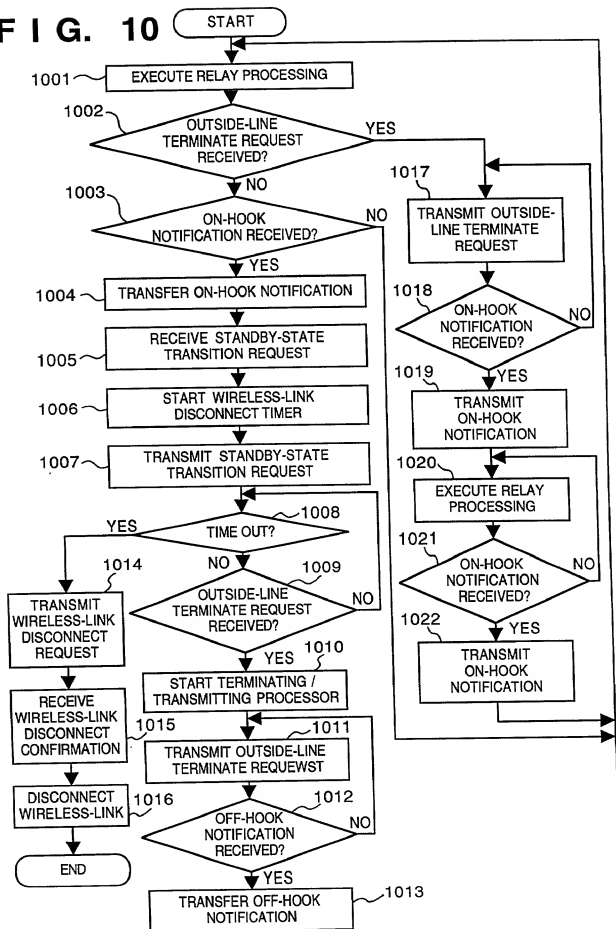 FIG. 10
START
1001
EXECUTE RELAY PROCESSING
1002
OUTSIDE-LINE
TERMINATE REQUEST
RECEIVED?
YES
NO
1003
ON-HOOK
NOTIFICATION RECEIVED?
NO
YES
1004
TRANSFER ON-HOOK NOTIFICATION
1005
RECEIVE STANDBY-STATE
TRANSITION REQUEST
1006
START WIRELESS-LINK
DISCONNECT TIMER
1007
TRANSMIT STANDBY-STATE
TRANSITION REQUEST
1008
TIME OUT?
YES
NO
1009
OUTSIDE-LINE
TERMINATE REQUEST
RECEIVED?
NO
YES
1010
START TERMINATING /
TRANSMITTING PROCESSOR
1011
TRANSMIT OUTSIDE-LINE
TERMINATE REQUEWST
1012
OFF-HOOK
NOTIFICATION
RECEIVED?
NO
YES
1013
TRANSFER OFF-HOOK
NOTIFICATION
1014
TRANSMIT
WIRELESS-LINK
DISCONNECT
REQUEST
RECEIVE
WIRELESS-LINK
DISCONNECT
CONFIRMATION
1015
DISCONNECT
WIRELESS-LINK
1016
END
1017
TRANSMIT OUTSIDE-
LINE TERMINATE
REQUEST
1018
ON-HOOK
NOTIFICATION
RECEIVED?
NO
YES
1019
TRANSMIT
ON-HOOK
NOTIFICATION
1020
EXECUTE RELAY
PROCESSING
1021
ON-HOOK
NOTIFICATION
RECEIVED?
NO
YES
1022
TRANSMIT
ON-HOOK
NOTIFICATION